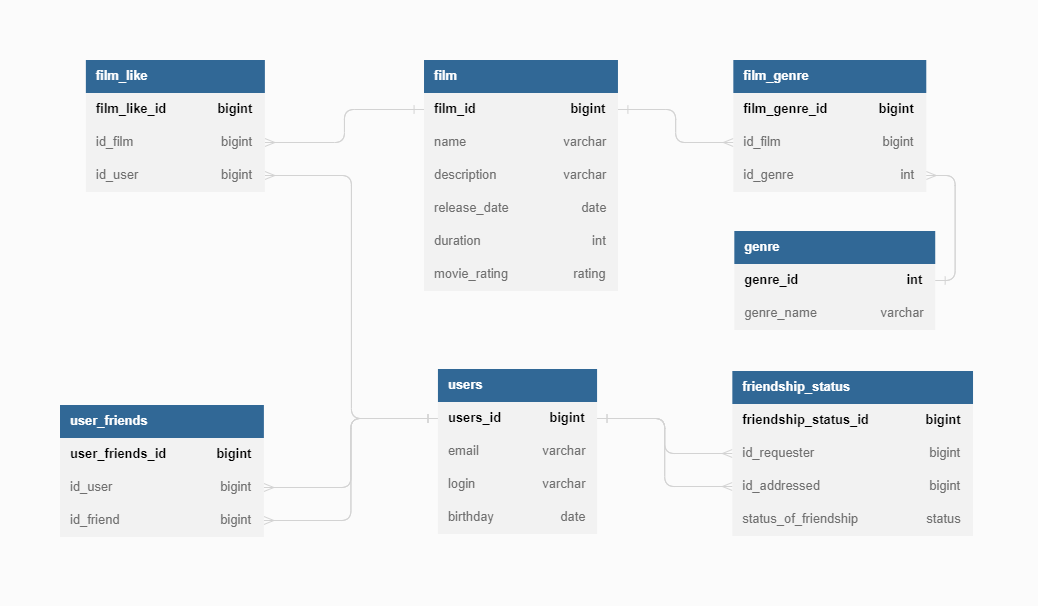 film_like
film_like_id bigint
id_film bigint
id_user bigint
film
film_id bigint
name varchar
description varchar
release_date date
duration int
movie_rating rating
film_genre
film_genre_id bigint
id_film bigint
id_genre int
genre
genre_id int
genre_name varchar
user_friends
user_friends_id bigint
id_user bigint
id_friend bigint
users
users_id bigint
email varchar
login varchar
birthday date
friendship_status
friendship_status_id bigint
id_requester bigint
id_addressed bigint
status_of_friendship status